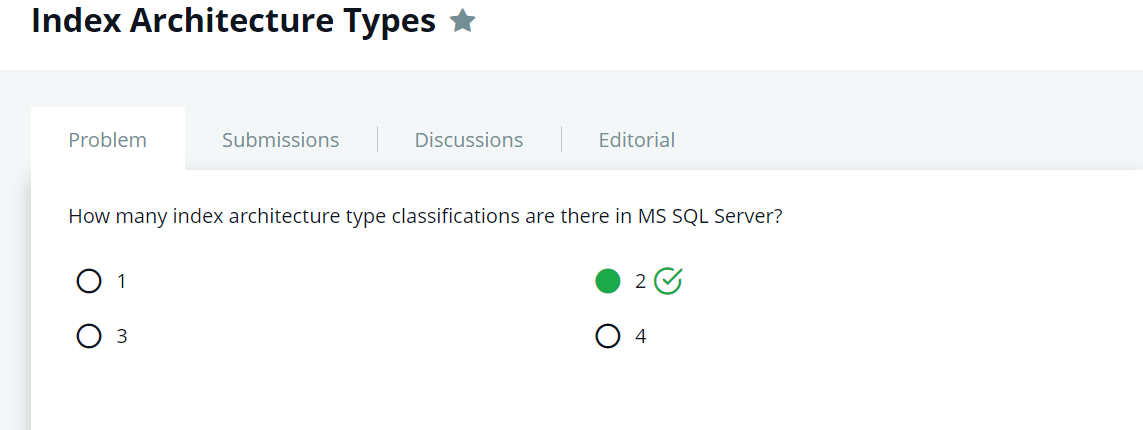 Index Architecture Types
Problem Submissions Discussions Editorial
How many index architecture type classifications are there in MS SQL Server?
1 2
3 4